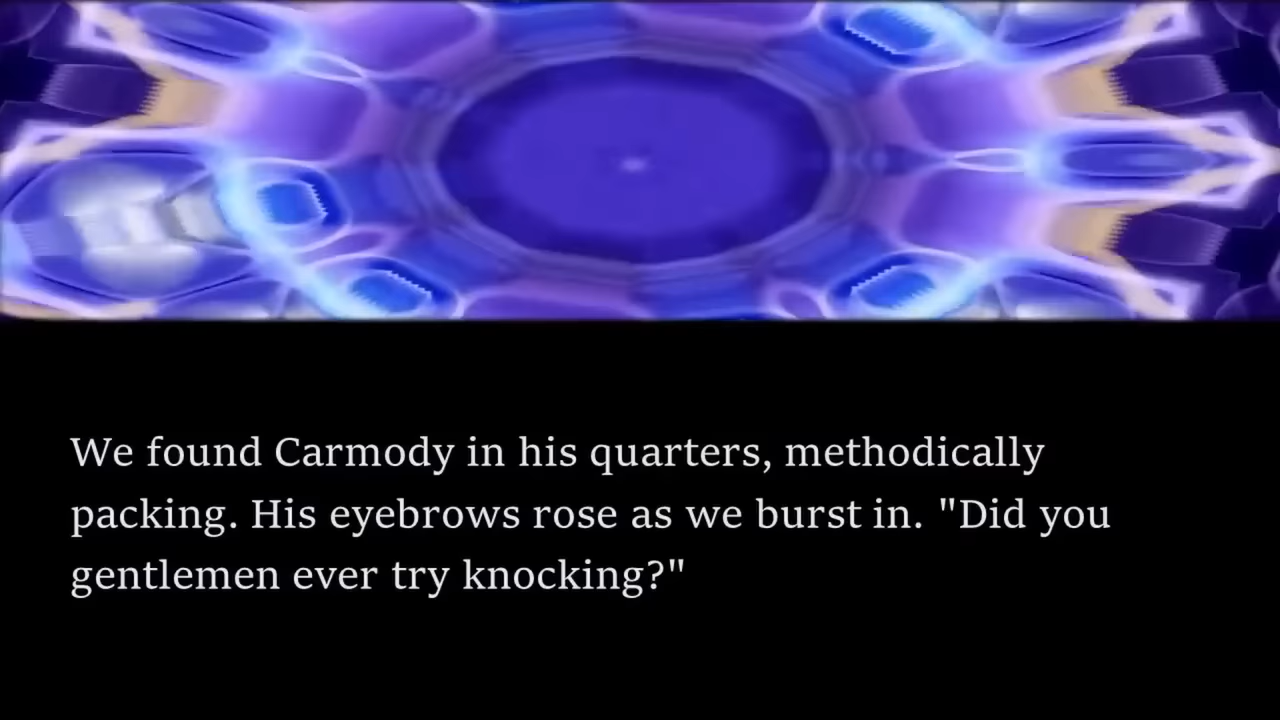 We found Carmody in his quarters, methodically
packing. His eyebrows rose as we burst in. "Did you
gentlemen ever try knocking?"